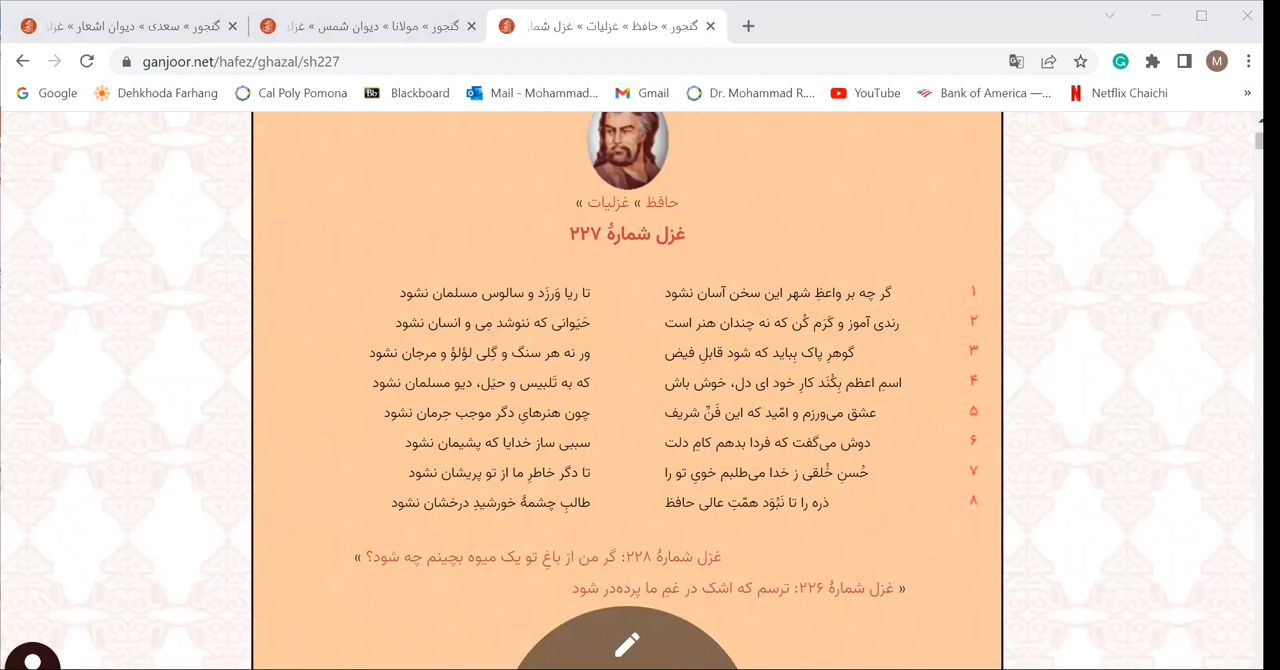 گنجور » سعدی » دیوان اشعار » غزلی
گنجور » مولانا » دیوان شمس » غزلی
گنجور » حافظ » غزلیات » غزل شما
ganjoor.net/hafez/ghazal/sh227
M
Google
Dehkhoda Farhang
Cal Poly Pomona
Bb Blackboard
Mail - Mohammad...
Gmail
Dr. Mohammad R....
YouTube
Bank of America —...
Netflix Chaichi
»
حافظ » غزلیات »
غزل شمارهٔ ۲۲۷
۱ گر چه بر واعظِ شهر این سخن آسان نشود تا ریا وَرزَد و سالوس مسلمان نشود
۲ رندی آموز و کَرَم کُن که نه چندان هنر است حَیَوانی که ننوشد مِی و انسان نشود
۳ گوهرِ پاک بِباید که شود قابلِ فیض ور نه هر سنگ و گِلی لؤلؤ و مرجان نشود
۴ اسمِ اعظم بِکُنَد کارِ خود ای دل، خوش باش که به تَلبیس و حیَل، دیو مسلمان نشود
۵ عشق می‌ورزم و امّید که این فَنِّ شریف چون هنرهایِ دگر موجب حِرمان نشود
۶ دوش می‌گفت که فردا بدهم کامِ دلت سببی ساز خدایا که پشیمان نشود
۷ حُسنِ خُلقی ز خدا می‌طلبم خویِ تو را تا دگر خاطرِ ما از تو پریشان نشود
۸ ذره را تا نَبُوَد همّتِ عالی حافظ طالبِ چشمهٔ خورشیدِ درخشان نشود
غزل شمارهٔ ۲۲۸: گر من از باغِ تو یک میوه بچینم چه شود؟ »
« غزل شمارهٔ ۲۲۶: ترسم که اشک در غمِ ما پرده‌در شود